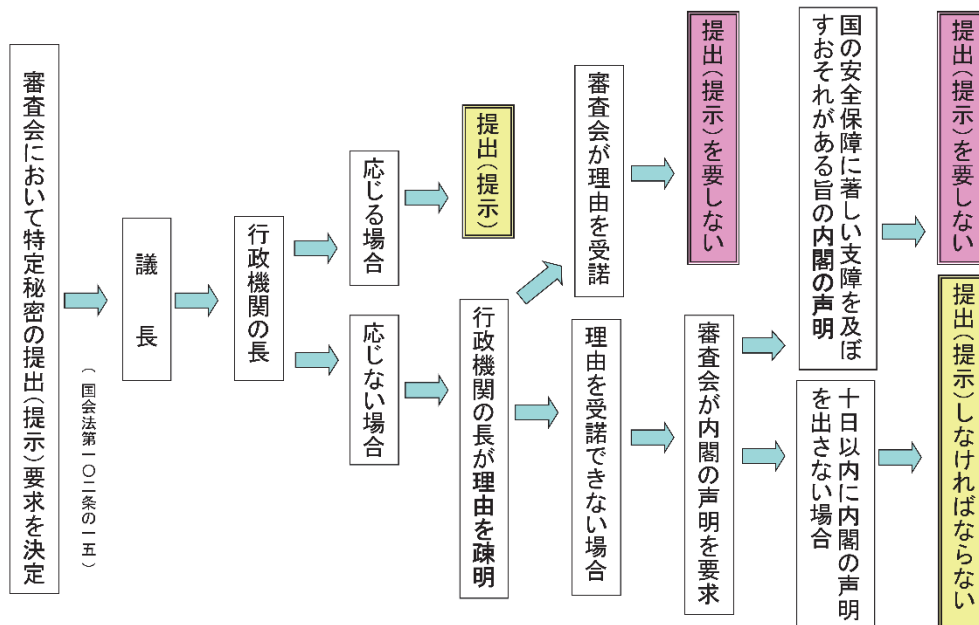 審査会において特定秘密の提出(提示)要求を決定
(国会法第一〇二条の一五)
議長
行政機関の長
応じる場合
提出(提示)
応じない場合
行政機関の長が理由を疎明
審査会が理由を受諾
提出(提示)を要しない
理由を受諾できない場合
審査会が内閣の声明を要求
国の安全保障に著しい支障を及ぼ
すおそれがある旨の内閣の声明
提出(提示)を要しない
十日以内に内閣の声明
を出さない場合
提出(提示)しなければならない